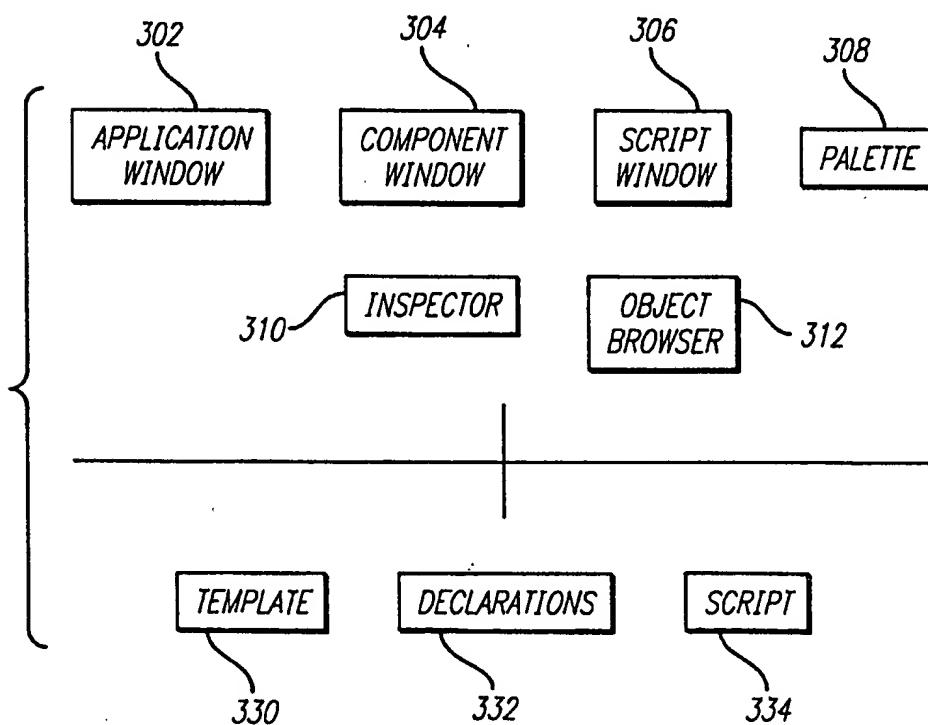 302
304
306
308
APPLICATION
WINDOW
COMPONENT
WINDOW
SCRIPT
WINDOW
PALETTE
310
INSPECTOR
OBJECT
BROWSER
312
TEMPLATE
DECLARATIONS
SCRIPT
330
332
334